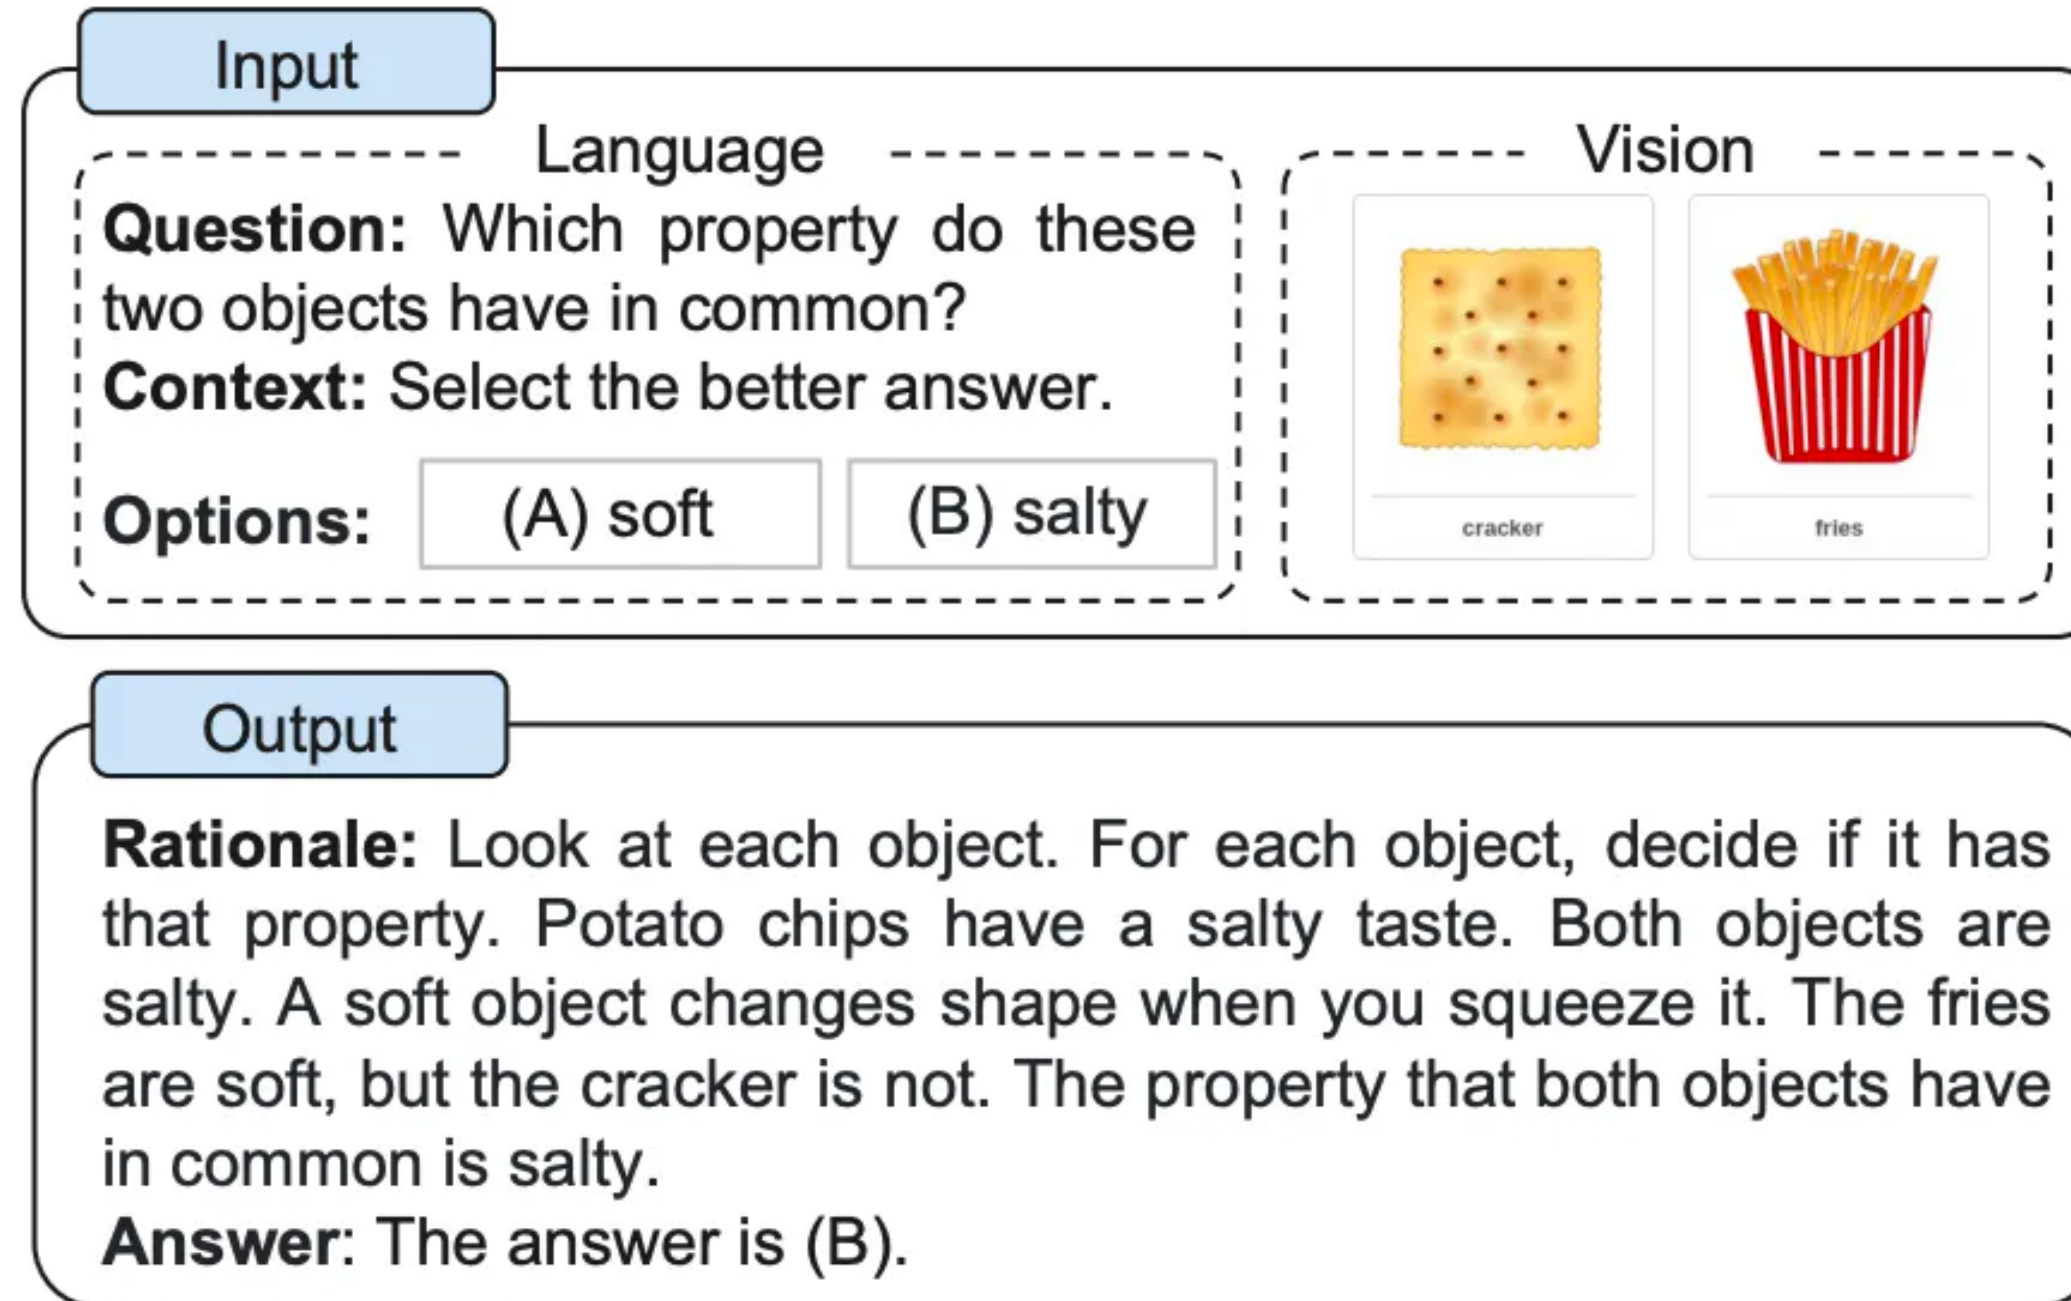 Input
Language
Question: Which property do these
two objects have in common?
Context: Select the better answer.
Options: (A) soft (B) salty
Vision
cracker fries
Output
Rationale: Look at each object. For each object, decide if it has
that property. Potato chips have a salty taste. Both objects are
salty. A soft object changes shape when you squeeze it. The fries
are soft, but the cracker is not. The property that both objects have
in common is salty.
Answer: The answer is (B).